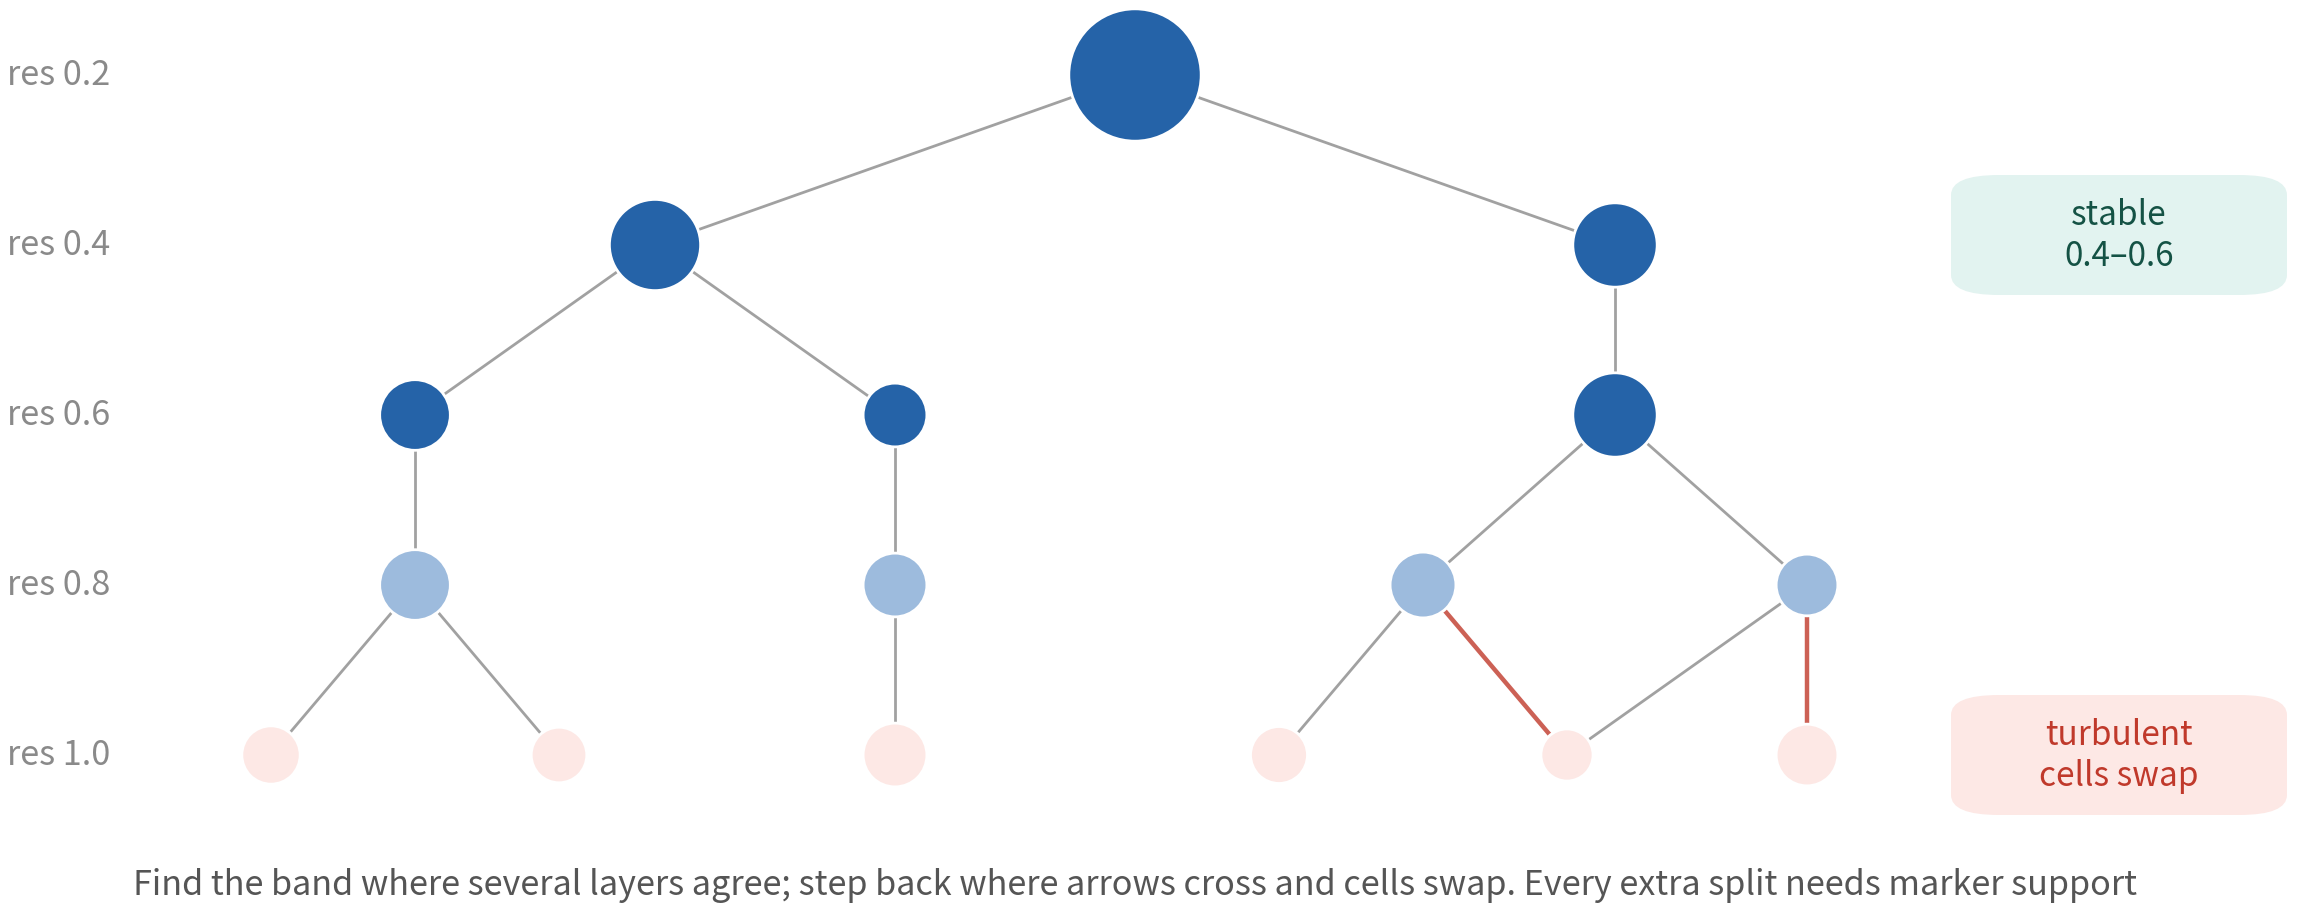 res 0.2
res 0.4
stable
0.4–0.6
res 0.6
res 0.8
res 1.0
turbulent
cells swap
Find the band where several layers agree; step back where arrows cross and cells swap. Every extra split needs marker support